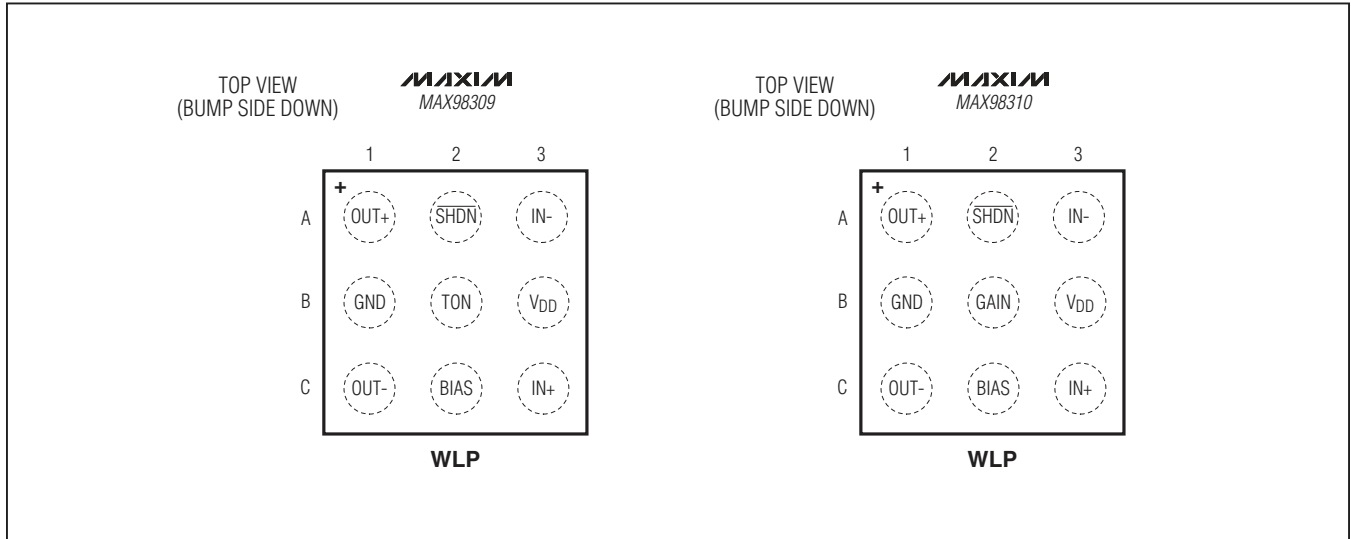 TOP VIEW
(BUMP SIDE DOWN)
MAXIM
MAX98309
1 2 3
+
A OUT+ SHDN IN-
B GND TON VDD
C OUT- BIAS IN+
WLP
TOP VIEW
(BUMP SIDE DOWN)
MAXIM
MAX98310
1 2 3
+
A OUT+ SHDN IN-
B GND GAIN VDD
C OUT- BIAS IN+
WLP